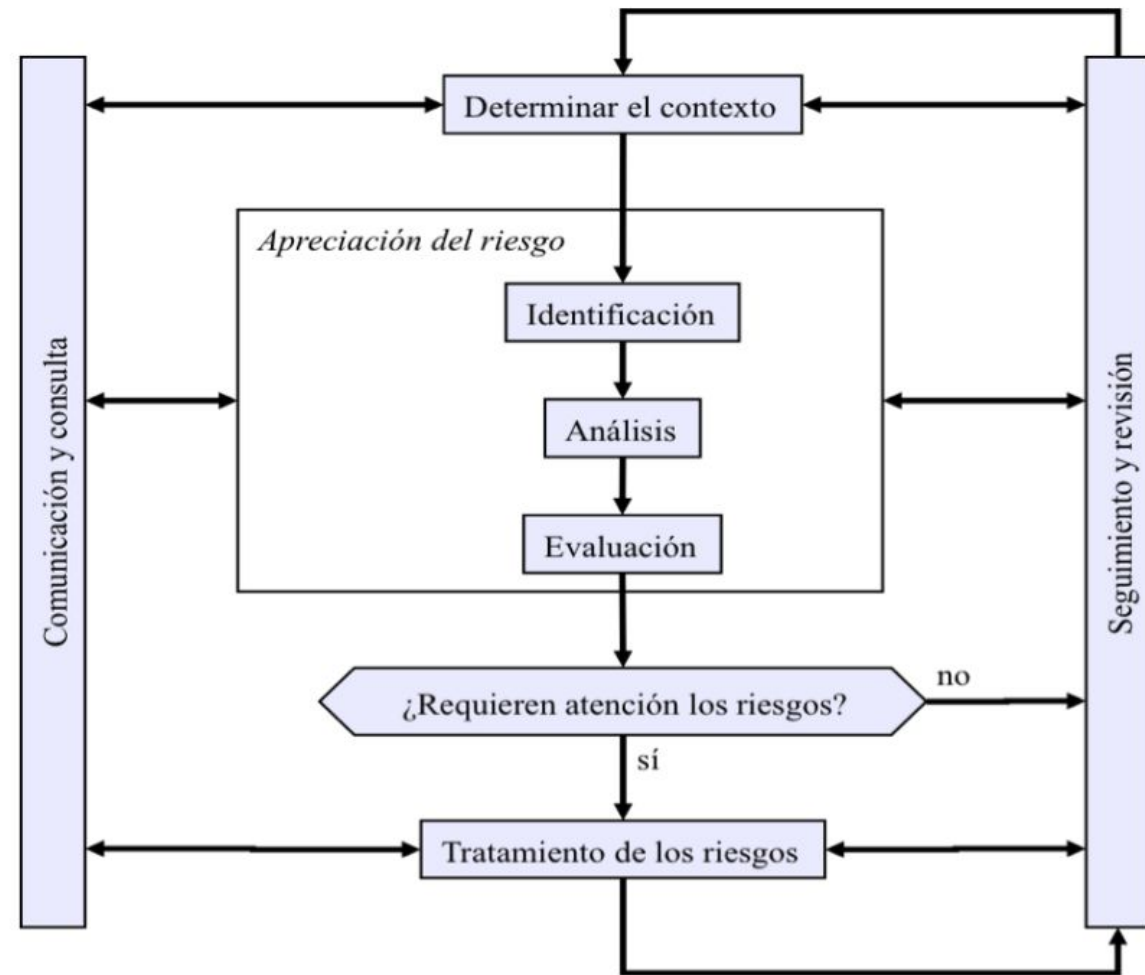 Determinar el contexto
Apreciación del riesgo
Identificación
Análisis
Evaluación
¿Requieren atención los riesgos?
no
sí
Tratamiento de los riesgos
Comunicación y consulta
Seguimiento y revisión